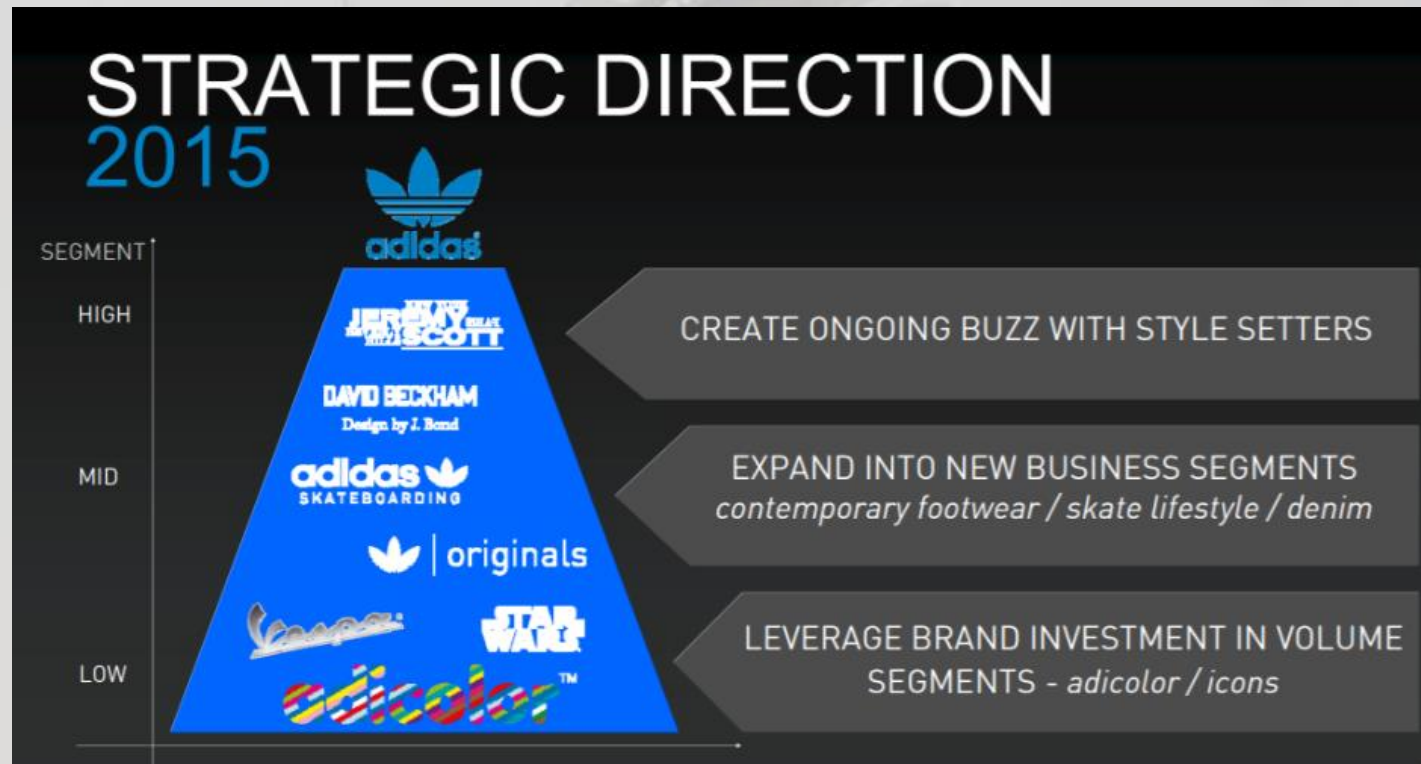 STRATEGIC DIRECTION
2015
adidas
SEGMENT
HIGH
JEREMY
SCOTT
CREATE ONGOING BUZZ WITH STYLE SETTERS
DAVID BECKHAM
Design by J. Bond
MID
adidas
SKATEBOARDING
EXPAND INTO NEW BUSINESS SEGMENTS
contemporary footwear / skate lifestyle / denim
originals
Vespa
STAR
WARS
LOW
adicolor™
LEVERAGE BRAND INVESTMENT IN VOLUME
SEGMENTS - adicolor / icons